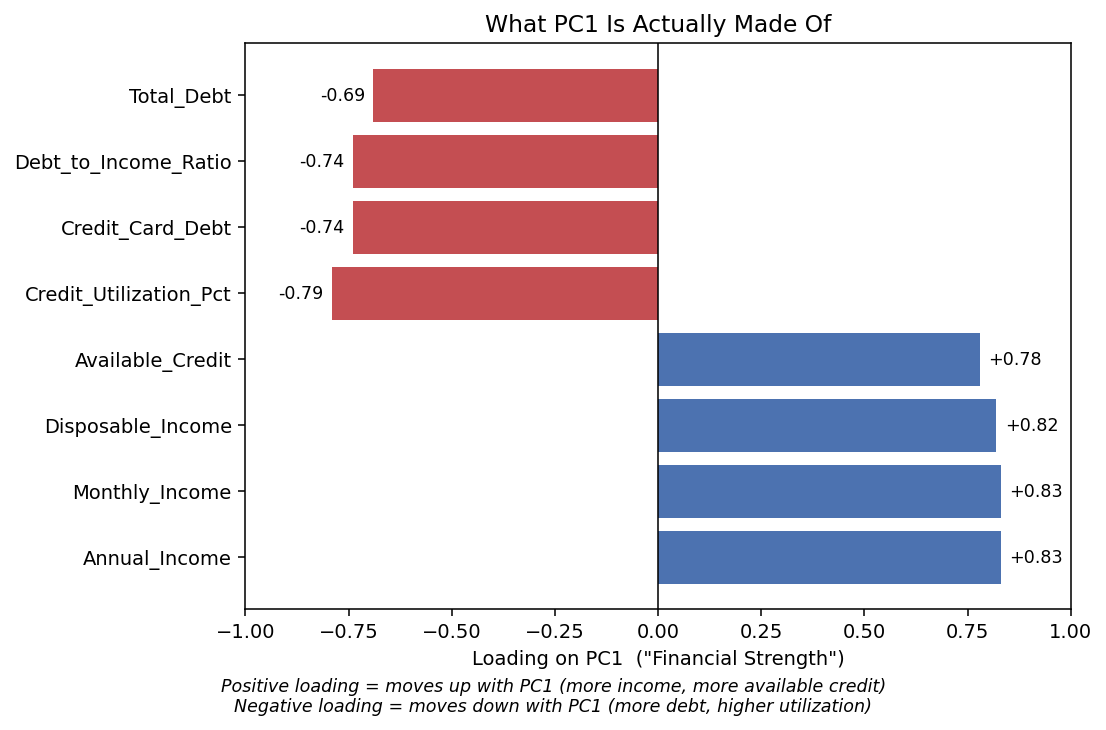 What PC1 Is Actually Made Of
Total_Debt
-0.69
Debt_to_Income_Ratio
-0.74
Credit_Card_Debt
-0.74
Credit_Utilization_Pct
-0.79
Available_Credit
+0.78
Disposable_Income
+0.82
Monthly_Income
+0.83
Annual_Income
+0.83
−1.00 −0.75 −0.50 −0.25 0.00 0.25 0.50 0.75 1.00
Loading on PC1 ("Financial Strength")
Positive loading = moves up with PC1 (more income, more available credit)
Negative loading = moves down with PC1 (more debt, higher utilization)